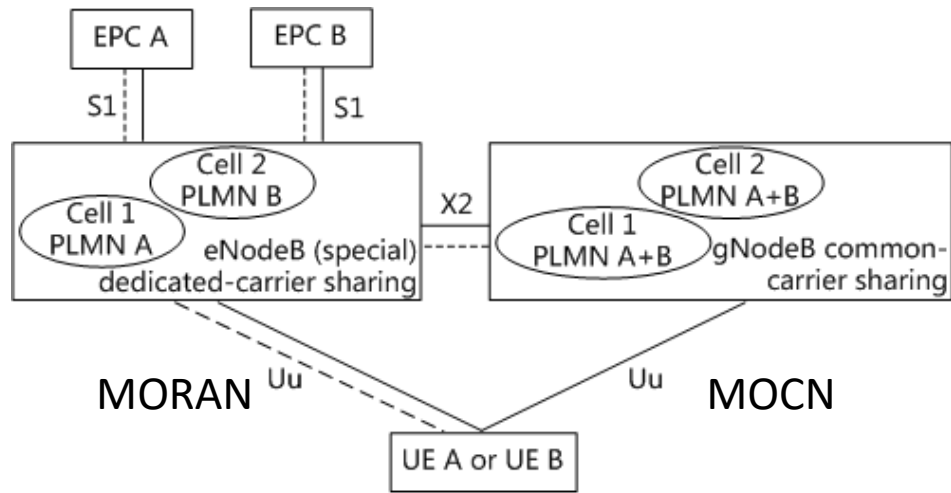 EPC A
EPC B
S1
S1
Cell 2
PLMN B
Cell 1
PLMN A
eNodeB (special)
dedicated-carrier sharing
X2
Cell 2
PLMN A+B
Cell 1
PLMN A+B
gNodeB common-
carrier sharing
MORAN
Uu
Uu
MOCN
UE A or UE B